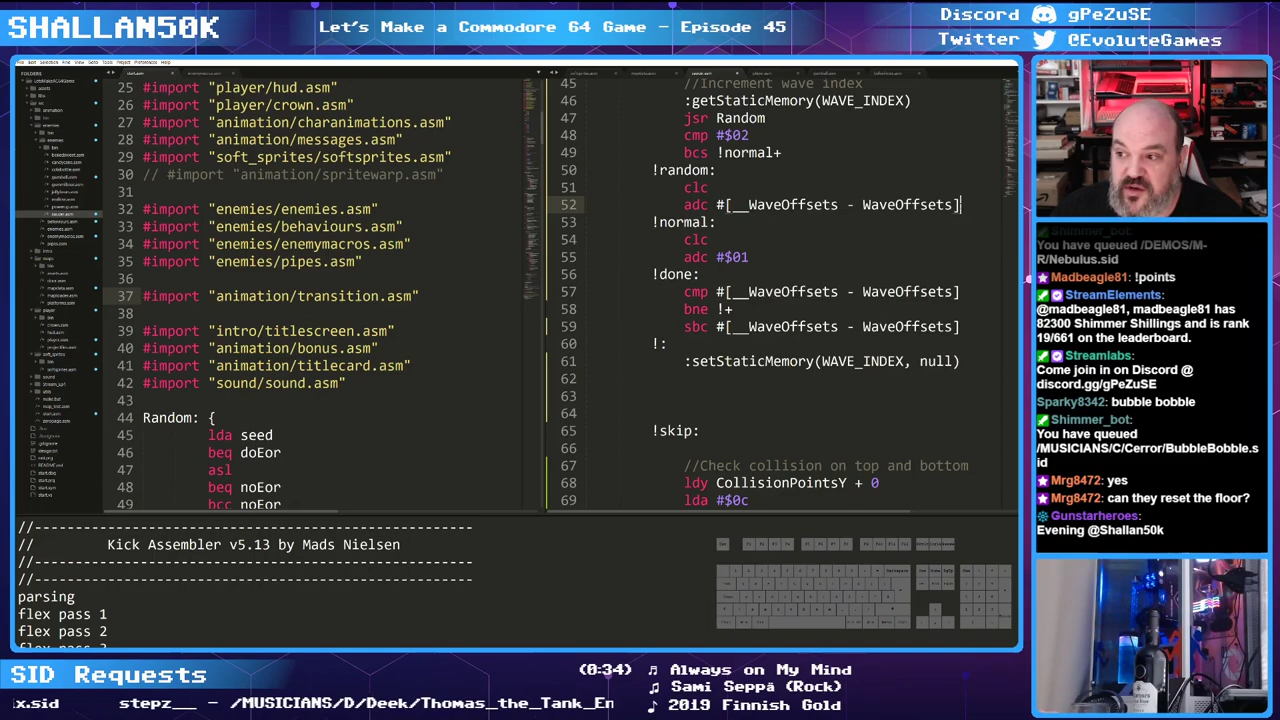 SHALLAN50K
Let's Make a Commodore 64 Game - Episode 45
Discord gPeZuSE
Twitter @EvoluteGames
FOLDERS
25 #import "player/hud.asm"
26 #import "player/crown.asm"
27 #import "animation/charanimations.asm"
28 #import "animation/messages.asm"
29 #import "soft_sprites/softsprites.asm"
30 // #import "animation/spritewarp.asm"
31
32 #import "enemies/enemies.asm"
33 #import "enemies/behaviours.asm"
34 #import "enemies/enemymacros.asm"
35 #import "enemies/pipes.asm"
36
37 #import "animation/transition.asm"
38
39 #import "intro/titlescreen.asm"
40 #import "animation/bonus.asm"
41 #import "animation/titlecard.asm"
42 #import "sound/sound.asm"
43
44 Random: {
45 lda seed
46 beq doEor
47 asl
48 beq noEor
49 bcc noEor
45 //Increment wave index
46 :getStaticMemory(WAVE_INDEX)
47 jsr Random
48 cmp #$02
49 bcs !normal+
50 !random:
51 clc
52 adc #[__WaveOffsets - WaveOffsets]
53 !normal:
54 clc
55 adc #$01
56 !done:
57 cmp #[__WaveOffsets - WaveOffsets]
58 bne !+
59 sbc #[__WaveOffsets - WaveOffsets]
60 !:
61 :setStaticMemory(WAVE_INDEX, null)
62
63
64
65 !skip:
66
67 //Check collision on top and bottom
68 ldy CollisionPointsY + 0
69 lda #$0c
//------------------------------------------------------
// Kick Assembler v5.13 by Mads Nielsen
//------------------------------------------------------
//------------------------------------------------------
parsing
flex pass 1
flex pass 2
Shimmer_bot:
You have queued /DEMOS/M-
R/Nebulus.sid
Madbeagle81: !points
StreamElements:
@madbeagle81, madbeagle81 has
82300 Shimmer Shillings and is rank
19/661 on the leaderboard.
Streamlabs:
Come join in on Discord @
discord.gg/gPeZuSE
Sparky8342: bubble bobble
Shimmer_bot:
You have queued
/MUSICIANS/C/Cerror/BubbleBobble.s
id
Mrg8472: yes
Mrg8472: can they reset the floor?
Gunstarheroes:
Evening @Shallan50k
SID Requests
x.sid stepz__ - /MUSICIANS/D/Deck/Thomas_the_Tank_En
(0:34) Always on My Mind
Sami Seppä (Rock)
2019 Finnish Gold